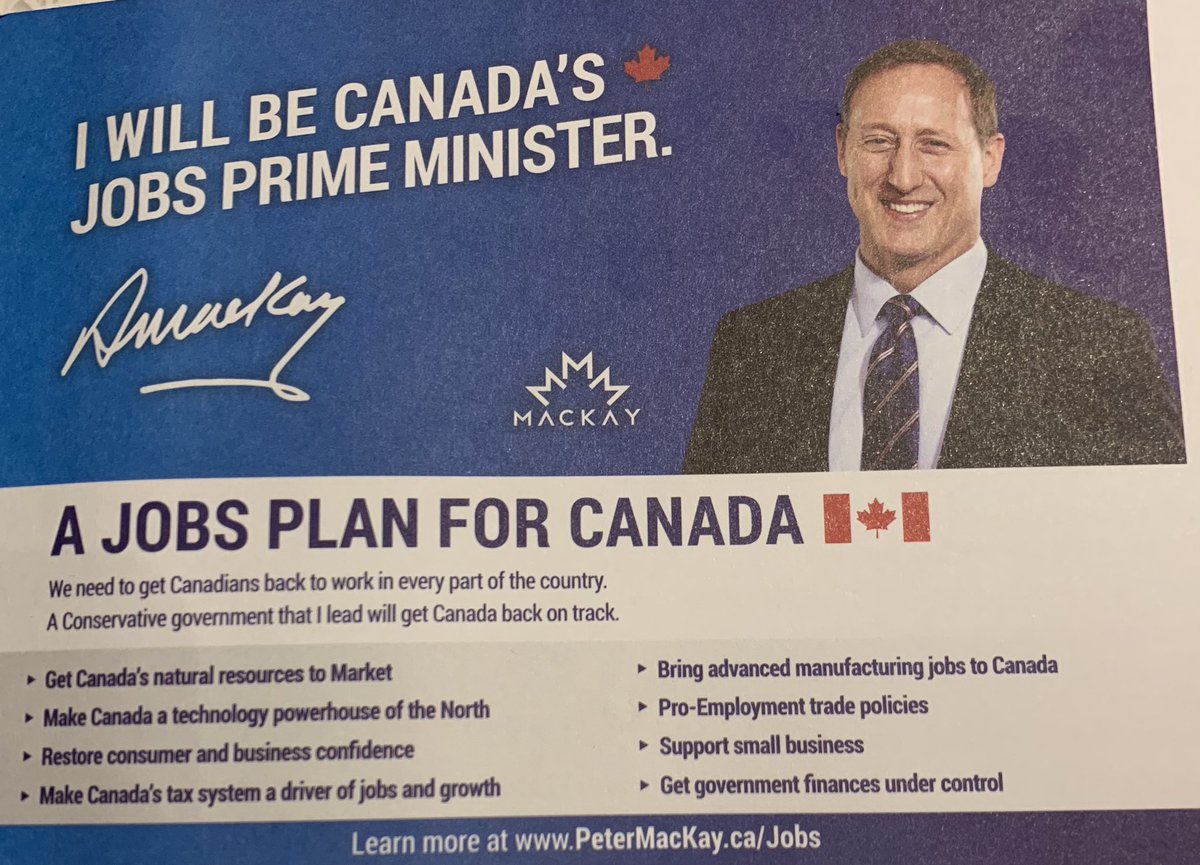 I WILL BE CANADA'S
JOBS PRIME MINISTER.
PMacKay
MACKAY
A JOBS PLAN FOR CANADA
We need to get Canadians back to work in every part of the country.
A Conservative government that I lead will get Canada back on track.
‣ Get Canada's natural resources to Market
‣ Make Canada a technology powerhouse of the North
‣ Restore consumer and business confidence
‣ Make Canada's tax system a driver of jobs and growth
‣ Bring advanced manufacturing jobs to Canada
‣ Pro-Employment trade policies
‣ Support small business
‣ Get government finances under control
Learn more at www.PeterMacKay.ca/Jobs